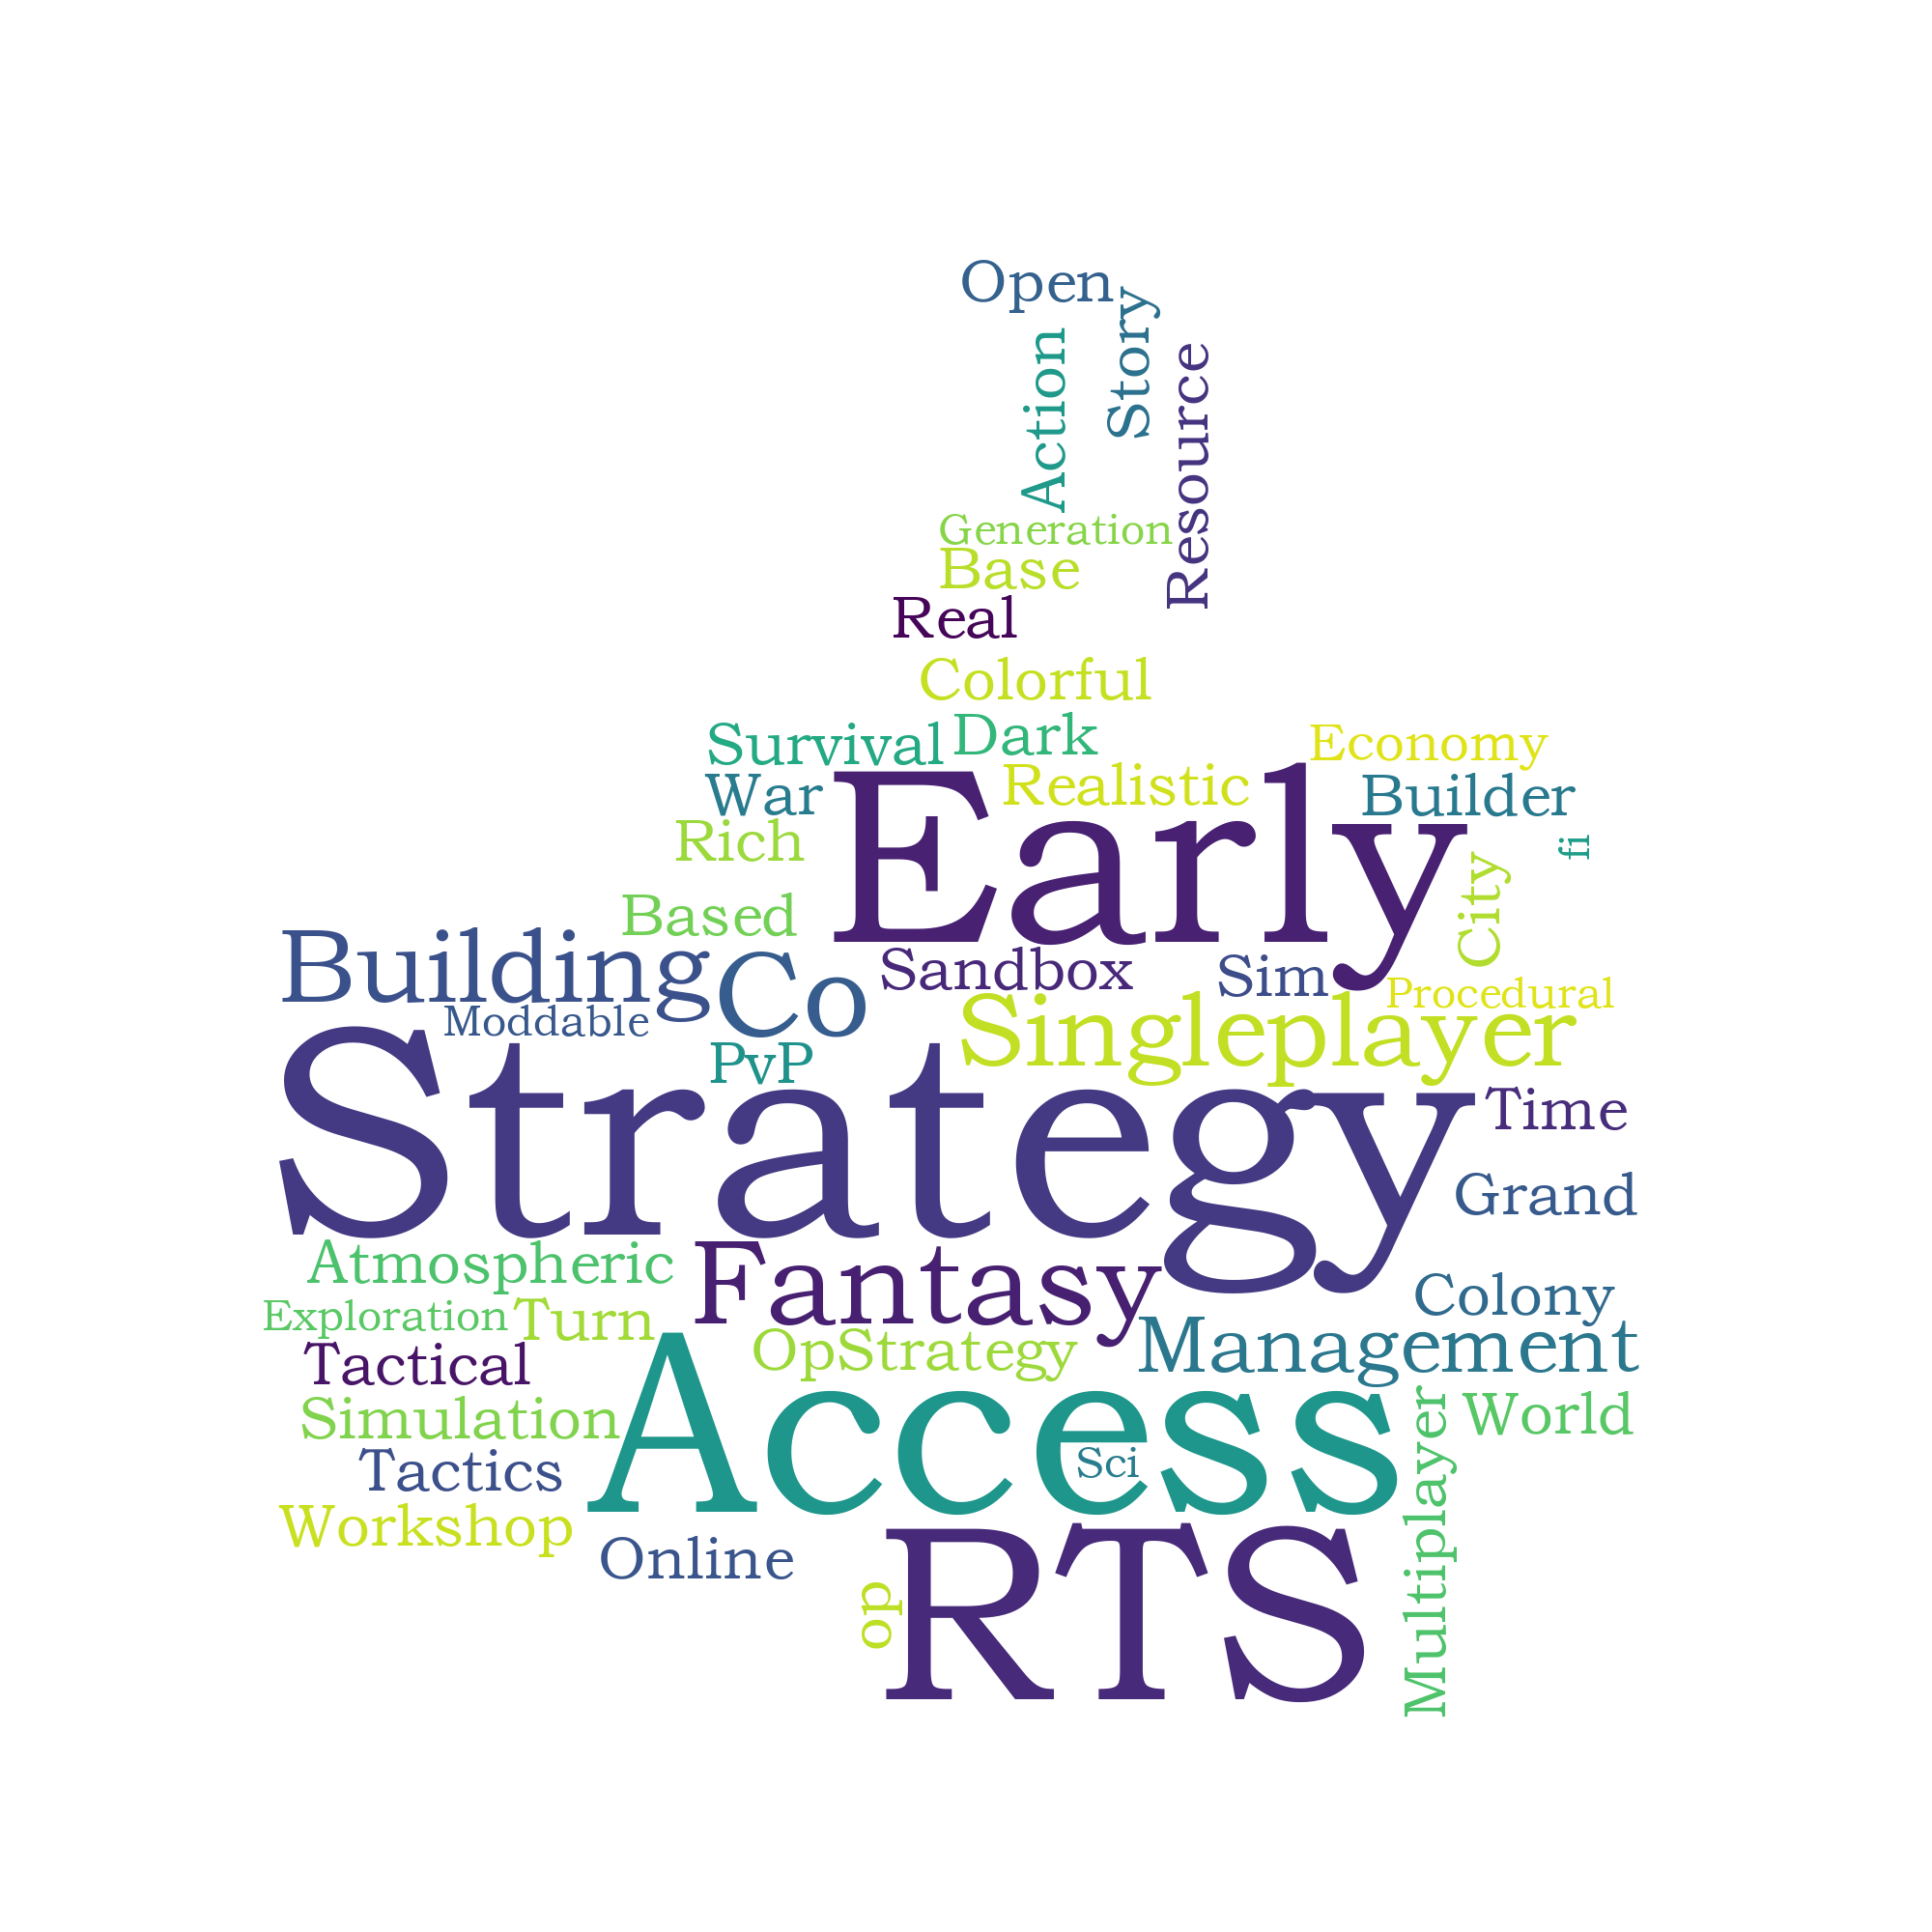 Open
Story
Action
Resource
Generation
Base
Real
Colorful
Dark
Survival
Economy
Realistic
War
Early
Builder
Rich
fi
City
Based
Building
Co
Sandbox
Sim
Procedural
Moddable
Singleplayer
PvP
Strategy
Time
Grand
Atmospheric
Fantasy
Colony
Exploration
Turn
OpStrategy
Management
Tactical
Access
Simulation
World
Sci
Tactics
Multiplayer
Workshop
Online
RTS
op